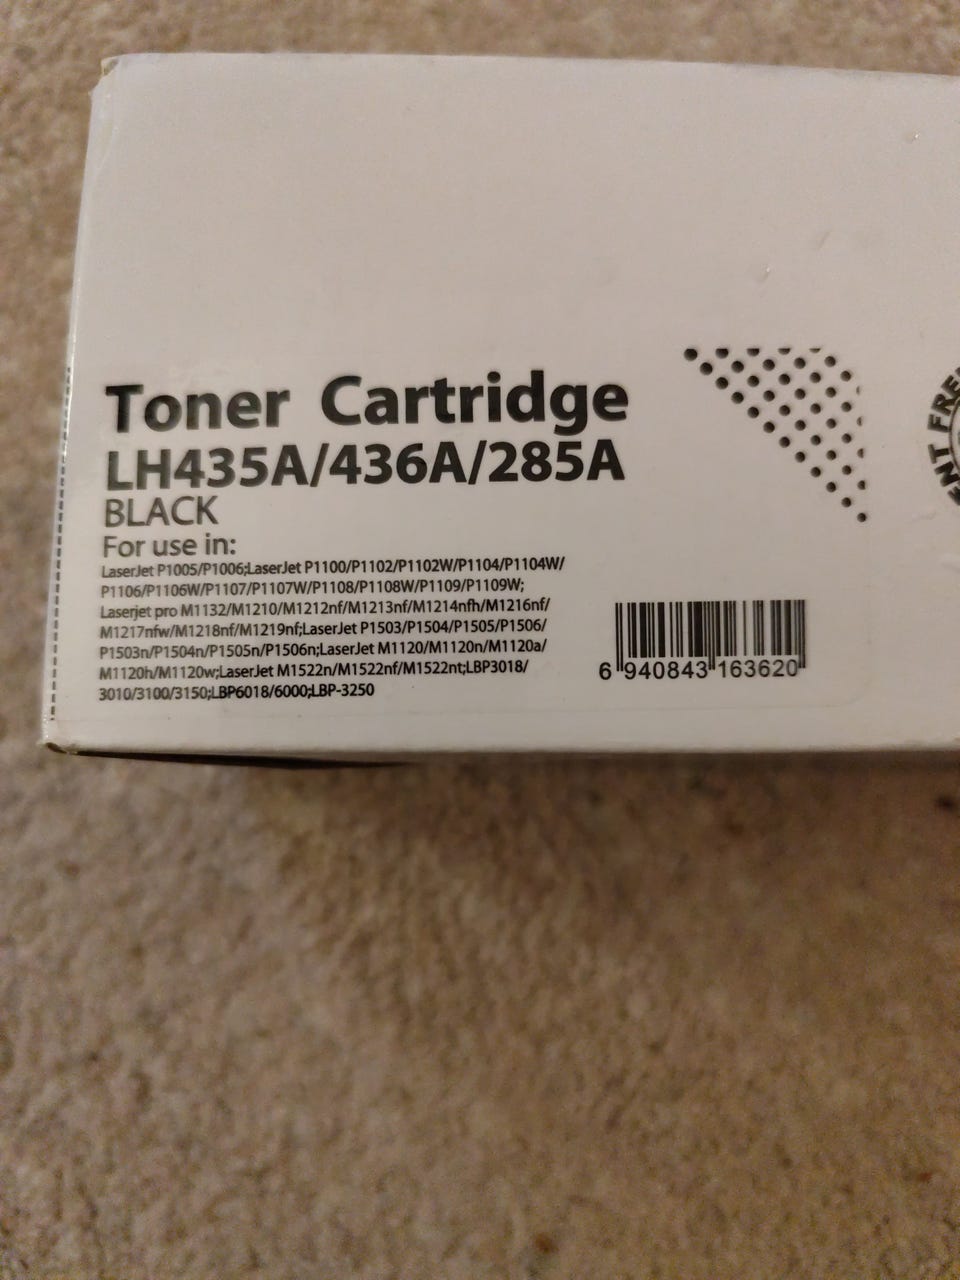 Toner Cartridge
LH435A/436A/285A
BLACK
For use in:
LaserJet P1005/P1006;LaserJet P1100/P1102/P1102W/P1104/P1104W/
P1106/P1106W/P1107/P1107W/P1108/P1108W/P1109/P1109W;
Laserjet pro M1132/M1210/M1212nf/M1213nf/M1214nfh/M1216nf/
M1217nfw/M1218nf/M1219nf;LaserJet P1503/P1504/P1505/P1506/
P1503n/P1504n/P1505n/P1506n;LaserJet M1120/M1120n/M1120a/
M1120h/M1120w;LaserJet M1522n/M1522nf/M1522nt;LBP3018/
3010/3100/3150;LBP6018/6000;LBP-3250
6 940843 163620